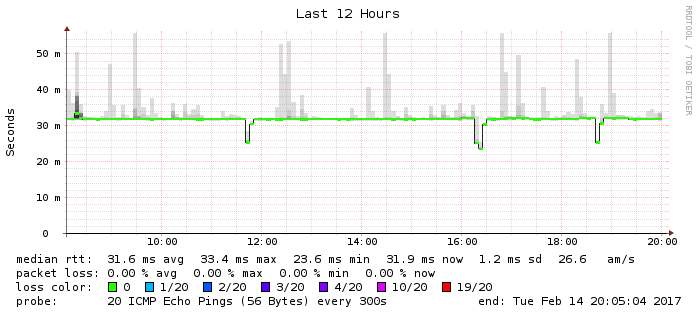 Last 12 Hours
RRDTOOL / TOBI OETIKER
Seconds
50 m
40 m
30 m
20 m
10 m
0
10:00 12:00 14:00 16:00 18:00 20:00
median rtt: 31.6 ms avg 33.4 ms max 23.6 ms min 31.9 ms now 1.2 ms sd 26.6 am/s
packet loss: 0.00 % avg 0.00 % max 0.00 % min 0.00 % now
loss color: 0 1/20 2/20 3/20 4/20 10/20 19/20
probe: 20 ICMP Echo Pings (56 Bytes) every 300s end: Tue Feb 14 20:05:04 2017